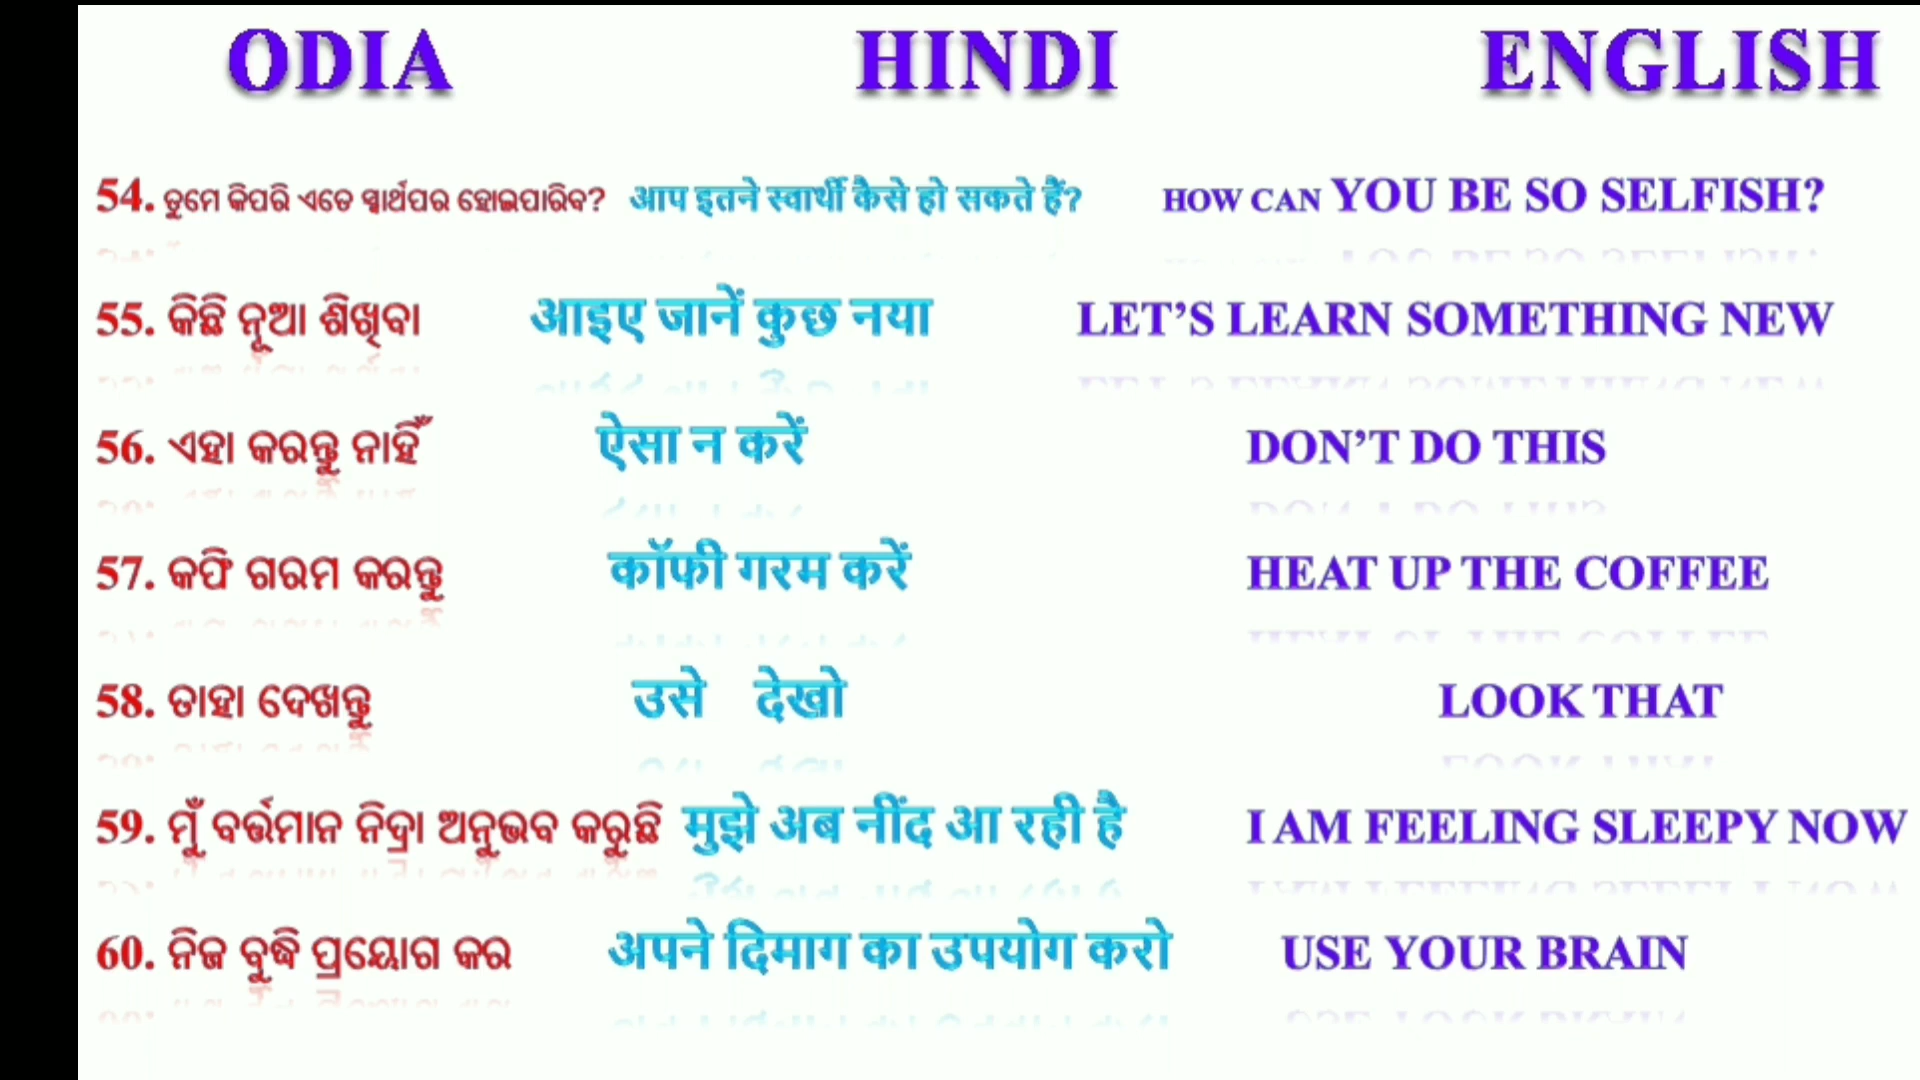 ODIA HINDI ENGLISH
54. ତୁମେ କିପରି ଏତେ ସ୍ୱାର୍ଥପର ହୋଇପାରିବ? आप इतने स्वार्थी कैसे हो सकते हैं? HOW CAN YOU BE SO SELFISH?
55. କିଛି ନୂଆ ଶିଖିବା आइए जानें कुछ नया LET’S LEARN SOMETHING NEW
56. ଏହା କରନ୍ତୁ ନାହିଁ ऐसा न करें DON’T DO THIS
57. କଫି ଗରମ କରନ୍ତୁ कॉफी गरम करें HEAT UP THE COFFEE
58. ତାହା ଦେଖନ୍ତୁ उसे देखो LOOK THAT
59. ମୁଁ ବର୍ତ୍ତମାନ ନିଦ୍ରା ଅନୁଭବ କରୁଛି मुझे अब नींद आ रही है I AM FEELING SLEEPY NOW
60. ନିଜ ବୁଦ୍ଧି ପ୍ରୟୋଗ କର अपने दिमाग का उपयोग करो USE YOUR BRAIN